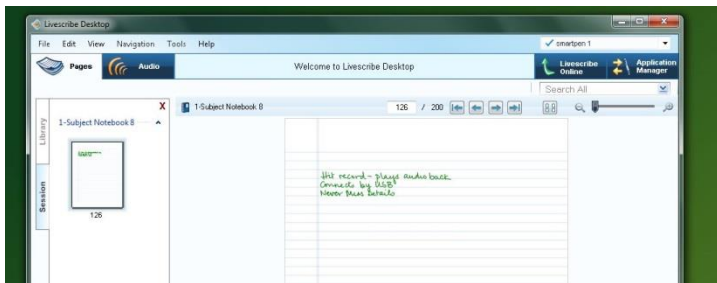 Livescribe Desktop
File Edit View Navigation Tools Help
smartpen 1
Pages
Audio
Welcome to Livescribe Desktop
Livescribe Online
Application Manager
Search All
X
1-Subject Notebook 8
126 / 200
Library
Session
1-Subject Notebook 8
126
Hit record - plays audio back
Connects by USB
Never Miss Details